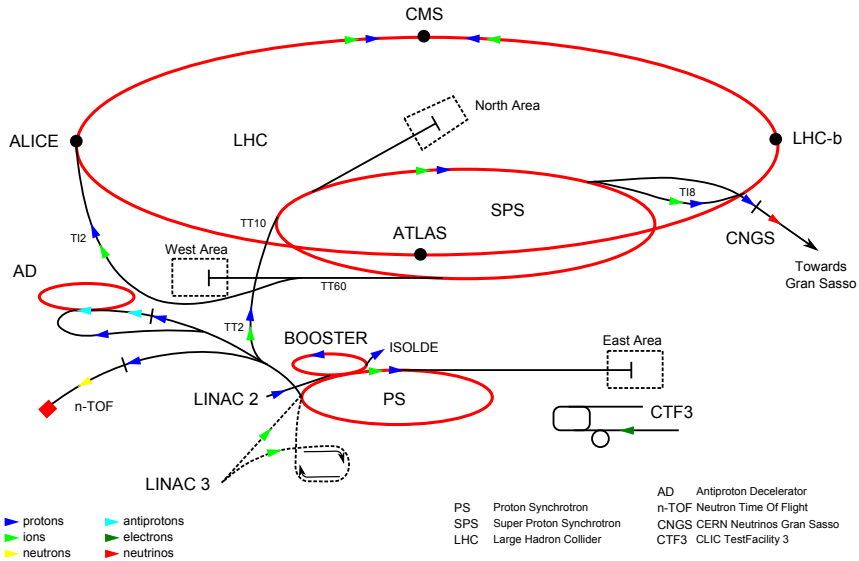 CMS
North Area
ALICE
LHC
LHC-b
TI8
SPS
TT10
ATLAS
CNGS
TI2
West Area
Towards
Gran Sasso
AD
TT60
TT2
BOOSTER
ISOLDE
East Area
n-TOF
LINAC 2
PS
CTF3
LINAC 3
protons
ions
neutrons
antiprotons
electrons
neutrinos
PS Proton Synchrotron
SPS Super Proton Synchrotron
LHC Large Hadron Collider
AD Antiproton Decelerator
n-TOF Neutron Time Of Flight
CNGS CERN Neutrinos Gran Sasso
CTF3 CLIC TestFacility 3